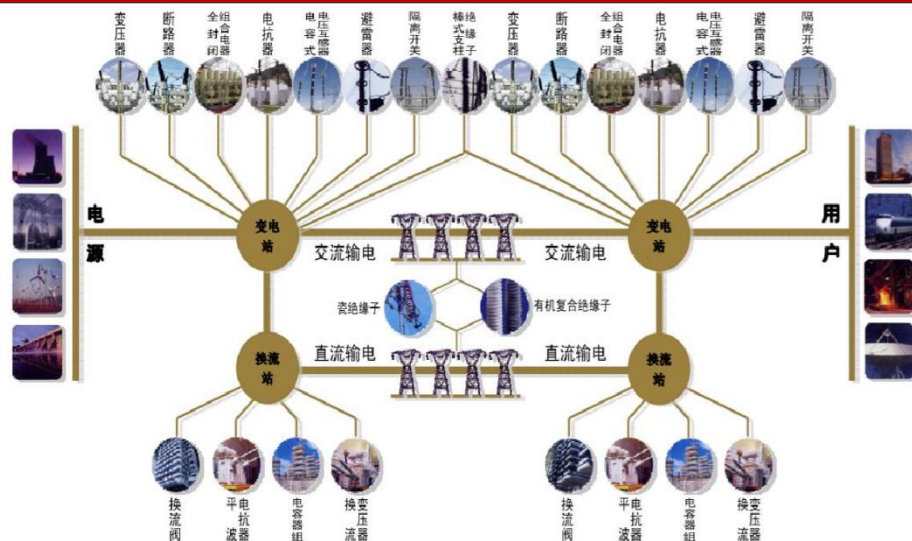 变压器
断路器
全封闭
组合电器
电抗器
电容式
电压互感器
避雷器
隔离开关
棒式支柱
绝缘子
变压器
断路器
全封闭
组合电器
电抗器
电容式
电压互感器
避雷器
隔离开关
电源
变电站
交流输电
交流输电
变电站
用户
瓷绝缘子
有机复合绝缘子
换流站
直流输电
直流输电
换流站
换流阀
平波
电抗器
电容器组
换流
变压器
换流阀
平波
电抗器
电容器组
换流
变压器